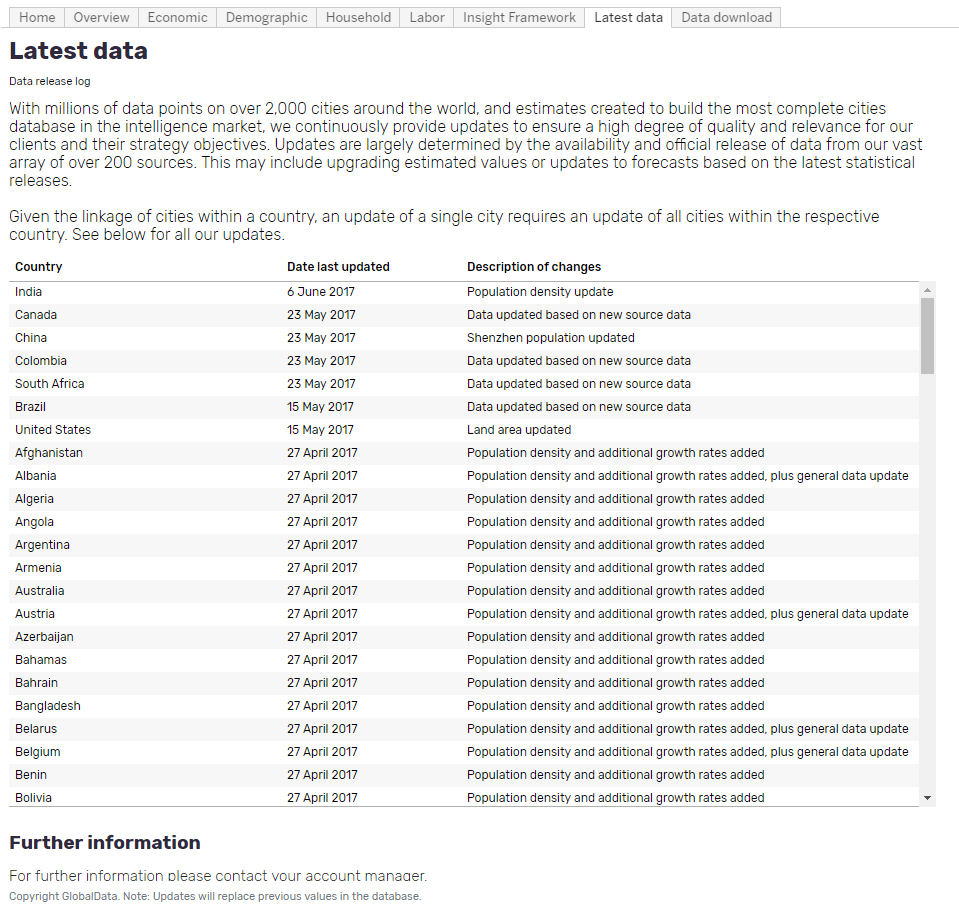 Home Overview Economic Demographic Household Labor Insight Framework Latest data Data download
Latest data
Data release log
With millions of data points on over 2,000 cities around the world, and estimates created to build the most complete cities
database in the intelligence market, we continuously provide updates to ensure a high degree of quality and relevance for our
clients and their strategy objectives. Updates are largely determined by the availability and official release of data from our vast
array of over 200 sources. This may include upgrading estimated values or updates to forecasts based on the latest statistical
releases.
Given the linkage of cities within a country, an update of a single city requires an update of all cities within the respective
country. See below for all our updates.
Country Date last updated Description of changes
India 6 June 2017 Population density update
Canada 23 May 2017 Data updated based on new source data
China 23 May 2017 Shenzhen population updated
Colombia 23 May 2017 Data updated based on new source data
South Africa 23 May 2017 Data updated based on new source data
Brazil 15 May 2017 Data updated based on new source data
United States 15 May 2017 Land area updated
Afghanistan 27 April 2017 Population density and additional growth rates added
Albania 27 April 2017 Population density and additional growth rates added, plus general data update
Algeria 27 April 2017 Population density and additional growth rates added
Angola 27 April 2017 Population density and additional growth rates added
Argentina 27 April 2017 Population density and additional growth rates added
Armenia 27 April 2017 Population density and additional growth rates added
Australia 27 April 2017 Population density and additional growth rates added
Austria 27 April 2017 Population density and additional growth rates added, plus general data update
Azerbaijan 27 April 2017 Population density and additional growth rates added
Bahamas 27 April 2017 Population density and additional growth rates added
Bahrain 27 April 2017 Population density and additional growth rates added
Bangladesh 27 April 2017 Population density and additional growth rates added
Belarus 27 April 2017 Population density and additional growth rates added, plus general data update
Belgium 27 April 2017 Population density and additional growth rates added, plus general data update
Benin 27 April 2017 Population density and additional growth rates added
Bolivia 27 April 2017 Population density and additional growth rates added
Further information
For further information please contact your account manager.
Copyright GlobalData. Note: Updates will replace previous values in the database.